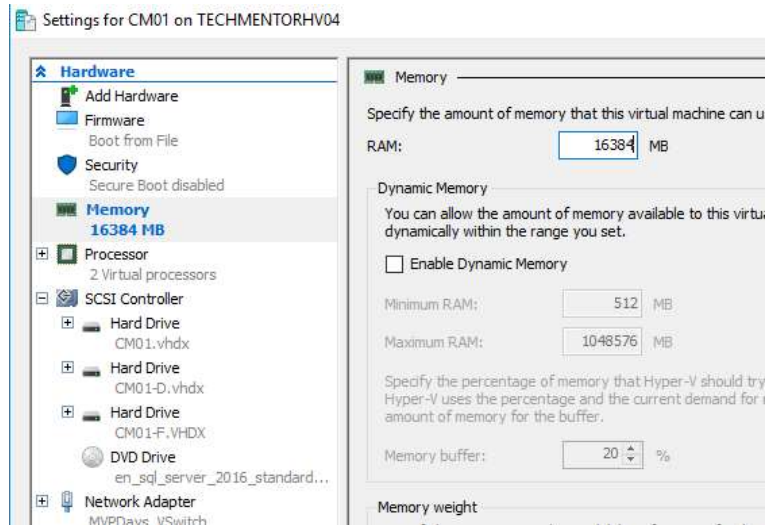 Settings for CM01 on TECHMENTORHV04
Hardware
Add Hardware
Firmware
Boot from File
Security
Secure Boot disabled
Memory
16384 MB
Processor
2 Virtual processors
SCSI Controller
Hard Drive
CM01.vhdx
Hard Drive
CM01-D.vhdx
Hard Drive
CM01-F.VHDX
DVD Drive
en_sql_server_2016_standard...
Network Adapter
MVPDays_VSwitch
Memory
Specify the amount of memory that this virtual machine can u
RAM: 16384 MB
Dynamic Memory
You can allow the amount of memory available to this virtua
dynamically within the range you set.
Enable Dynamic Memory
Minimum RAM: 512 MB
Maximum RAM: 1048576 MB
Specify the percentage of memory that Hyper-V should try
Hyper-V uses the percentage and the current demand for
amount of memory for the buffer.
Memory buffer: 20 %
Memory weight